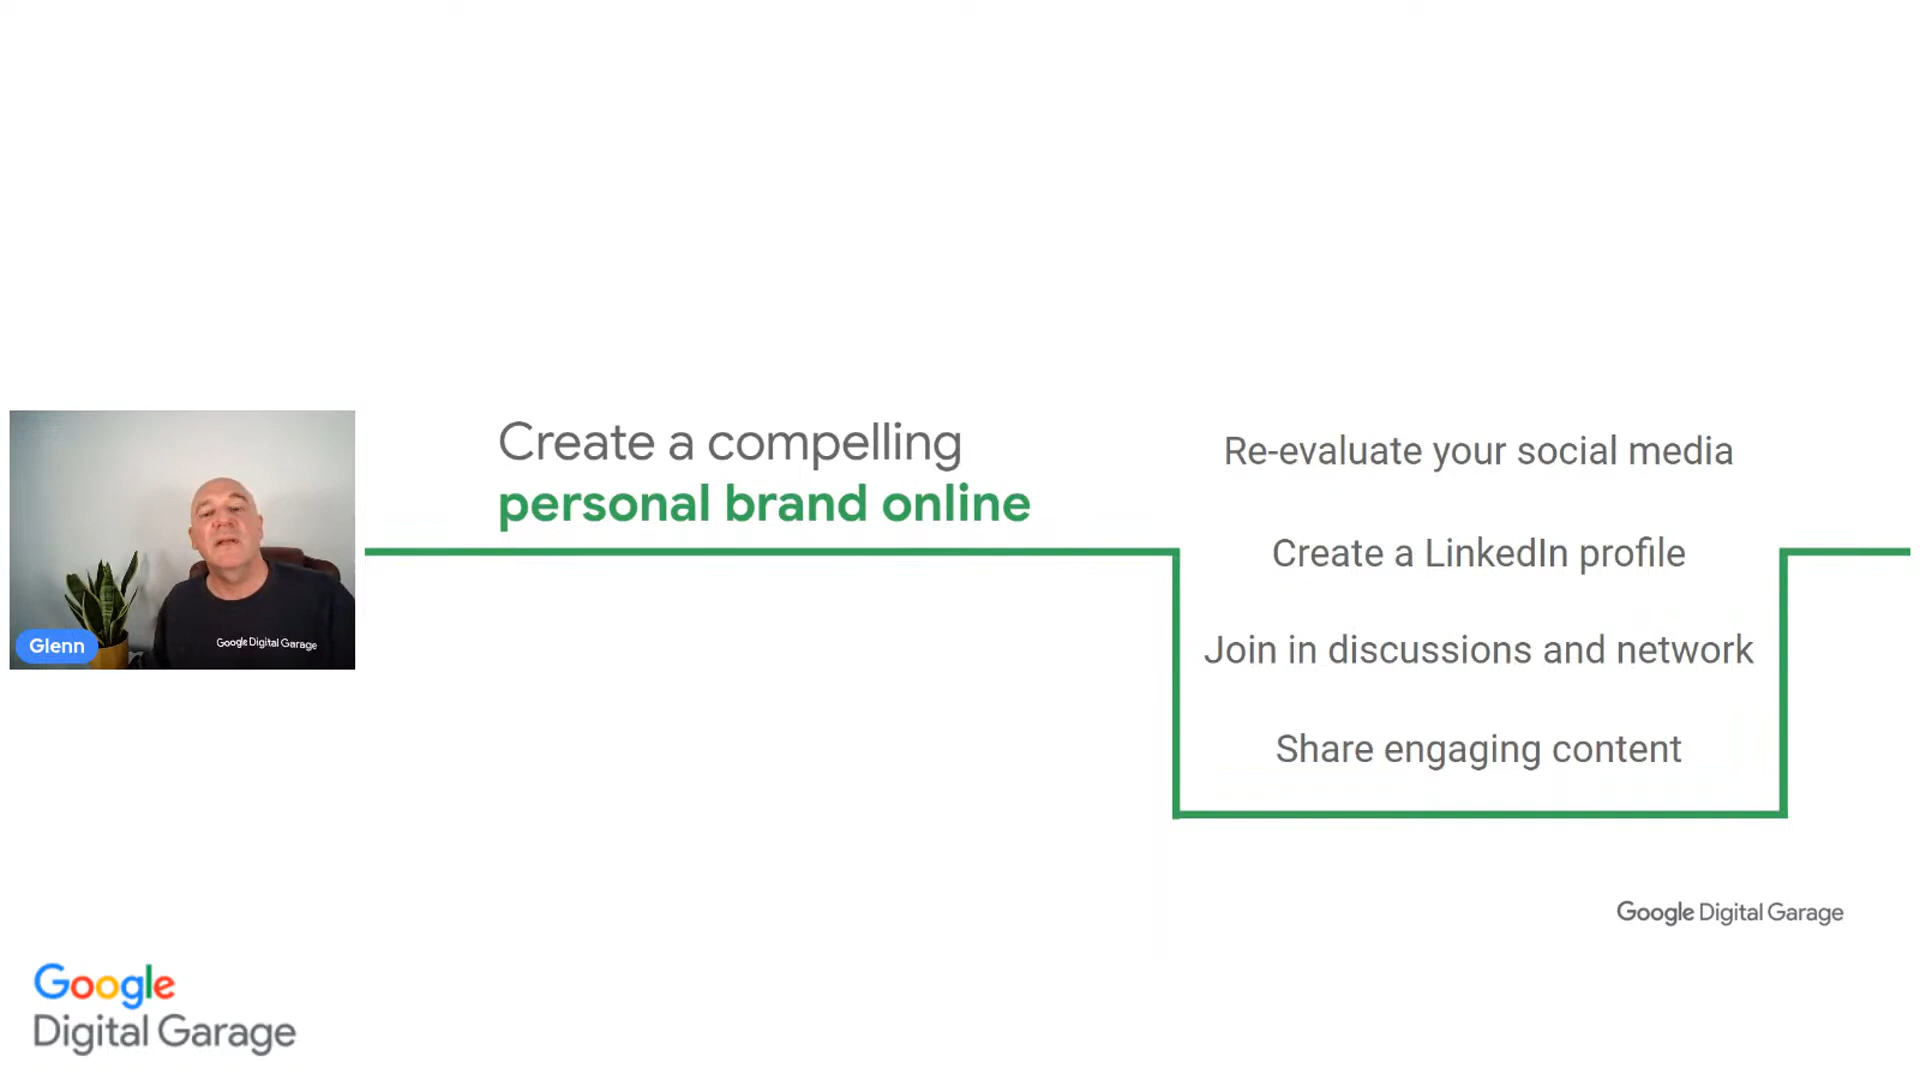 Create a compelling
personal brand online
Re-evaluate your social media
Create a LinkedIn profile
Join in discussions and network
Share engaging content
Glenn
Google Digital Garage
Google Digital Garage
Google
Digital Garage